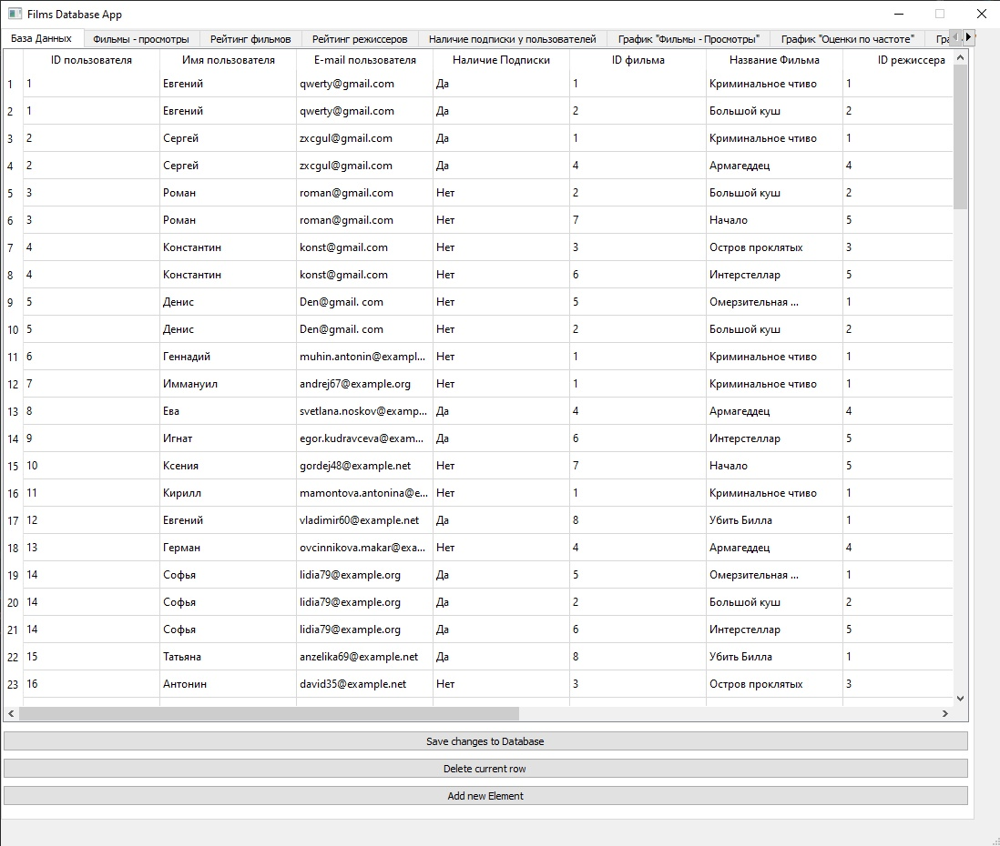 Films Database App
База Данных Фильмы - просмотры Рейтинг фильмов Рейтинг режиссеров Наличие подписки у пользователей График "Фильмы - Просмотры" График "Оценки по частоте"
ID пользователя Имя пользователя E-mail пользователя Наличие Подписки ID фильма Название Фильма ID режиссера
1 1 Евгений qwerty@gmail.com Да 1 Криминальное чтиво 1
2 1 Евгений qwerty@gmail.com Да 2 Большой куш 2
3 2 Сергей zxcgul@gmail.com Да 1 Криминальное чтиво 1
4 2 Сергей zxcgul@gmail.com Да 4 Армагеддец 4
5 3 Роман roman@gmail.com Нет 2 Большой куш 2
6 3 Роман roman@gmail.com Нет 7 Начало 5
7 4 Константин konst@gmail.com Нет 3 Остров проклятых 3
8 4 Константин konst@gmail.com Нет 6 Интерстеллар 5
9 5 Денис Den@gmail. com Нет 5 Омерзительная ... 1
10 5 Денис Den@gmail. com Нет 2 Большой куш 2
11 6 Геннадий muhin.antonin@exampl... Нет 1 Криминальное чтиво 1
12 7 Иммануил andrej67@example.org Нет 1 Криминальное чтиво 1
13 8 Ева svetlana.noskov@examp... Да 4 Армагеддец 4
14 9 Игнат egor.kudravceva@exam... Да 6 Интерстеллар 5
15 10 Ксения gordej48@example.net Нет 7 Начало 5
16 11 Кирилл mamontova.antonina@e... Нет 1 Криминальное чтиво 1
17 12 Евгений vladimir60@example.net Да 8 Убить Билла 1
18 13 Герман ovcinnikova.makar@exa... Нет 4 Армагеддец 4
19 14 Софья lidia79@example.org Да 5 Омерзительная ... 1
20 14 Софья lidia79@example.org Да 2 Большой куш 2
21 14 Софья lidia79@example.org Да 6 Интерстеллар 5
22 15 Татьяна anzelika69@example.net Да 8 Убить Билла 1
23 16 Антонин david35@example.net Нет 3 Остров проклятых 3
Save changes to Database
Delete current row
Add new Element